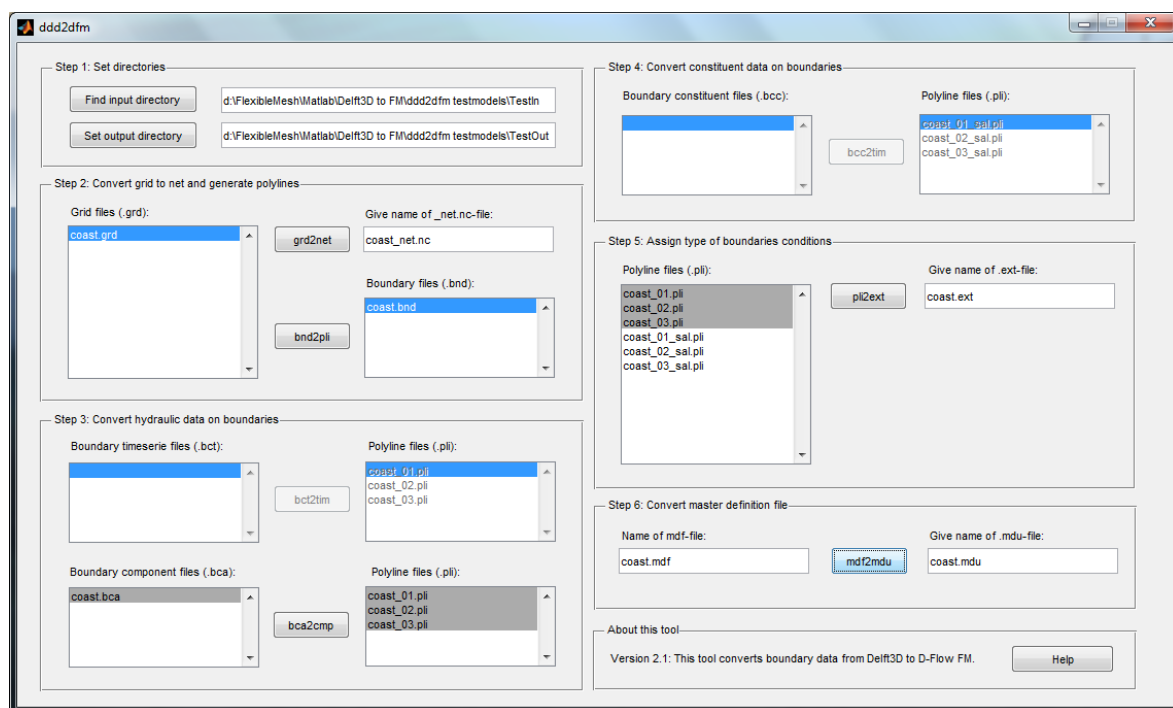 ddd2dfm
Step 1: Set directories
Find input directory
d:\FlexibleMesh\Matlab\Delft3D to FM\ddd2dfm testmodels\TestIn
Set output directory
d:\FlexibleMesh\Matlab\Delft3D to FM\ddd2dfm testmodels\TestOut
Step 2: Convert grid to net and generate polylines
Grid files (.grd):
coast.grd
grd2net
Give name of _net.nc-file:
coast_net.nc
Boundary files (.bnd):
coast.bnd
bnd2pli
Step 3: Convert hydraulic data on boundaries
Boundary timeserie files (.bct):
bct2tim
Polyline files (.pli):
coast_01.pli
coast_02.pli
coast_03.pli
Boundary component files (.bca):
coast.bca
bca2cmp
Polyline files (.pli):
coast_01.pli
coast_02.pli
coast_03.pli
Step 4: Convert constituent data on boundaries
Boundary constituent files (.bcc):
bcc2tim
Polyline files (.pli):
coast_01_sal.pli
coast_02_sal.pli
coast_03_sal.pli
Step 5: Assign type of boundaries conditions
Polyline files (.pli):
coast_01.pli
coast_02.pli
coast_03.pli
coast_01_sal.pli
coast_02_sal.pli
coast_03_sal.pli
pli2ext
Give name of .ext-file:
coast.ext
Step 6: Convert master definition file
Name of mdf-file:
coast.mdf
mdf2mdu
Give name of .mdu-file:
coast.mdu
About this tool
Version 2.1: This tool converts boundary data from Delft3D to D-Flow FM.
Help